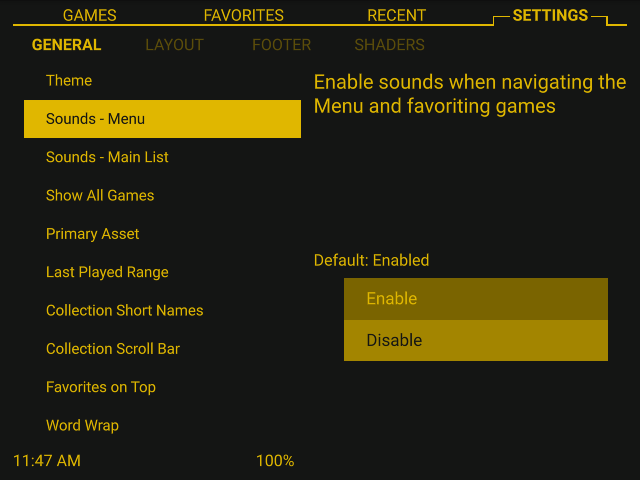 GAMES FAVORITES RECENT SETTINGS
GENERAL LAYOUT FOOTER SHADERS
Theme
Sounds - Menu
Sounds - Main List
Show All Games
Primary Asset
Last Played Range
Collection Short Names
Collection Scroll Bar
Favorites on Top
Word Wrap
Enable sounds when navigating the
Menu and favoriting games
Default: Enabled
Enable
Disable
11:47 AM 100%